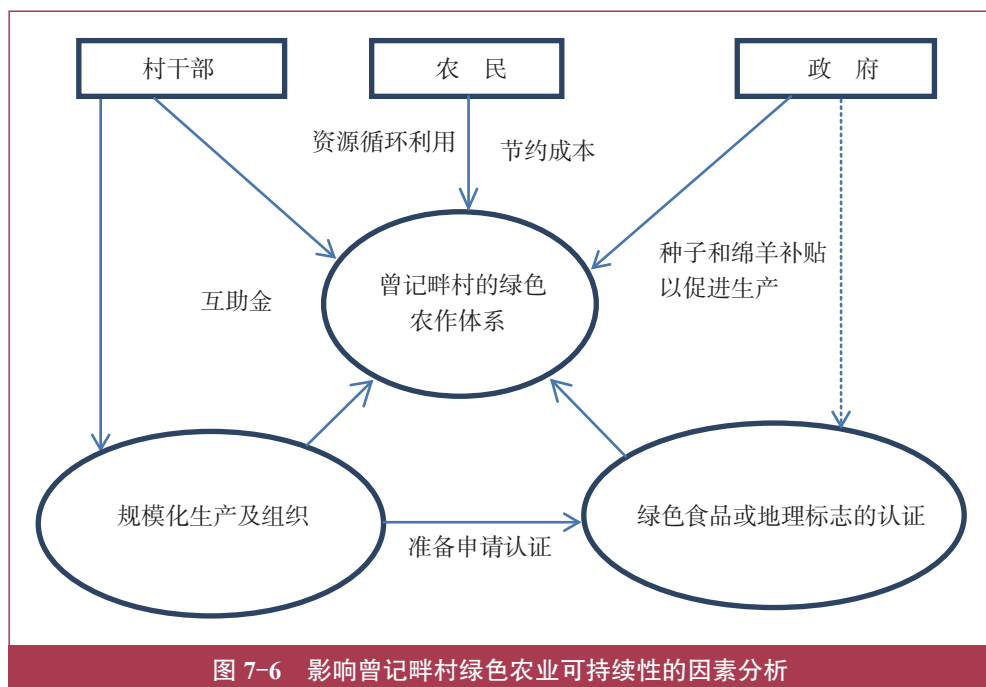 村干部
农 民
政 府
资源循环利用
节约成本
种子和绵羊补贴
以促进生产
互助金
曾记畔村的绿色
农作体系
规模化生产及组织
准备申请认证
绿色食品或地理标志的认证
图 7-6 影响曾记畔村绿色农业可持续性的因素分析